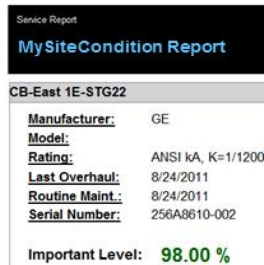 Service Report
MySiteCondition Report
CB-East 1E-STG22
Manufacturer: GE
Model:
Rating: ANSI kA, K=1/1200
Last Overhaul: 8/24/2011
Routine Maint.: 8/24/2011
Serial Number: 256A8610-002
Important Level: 98.00 %